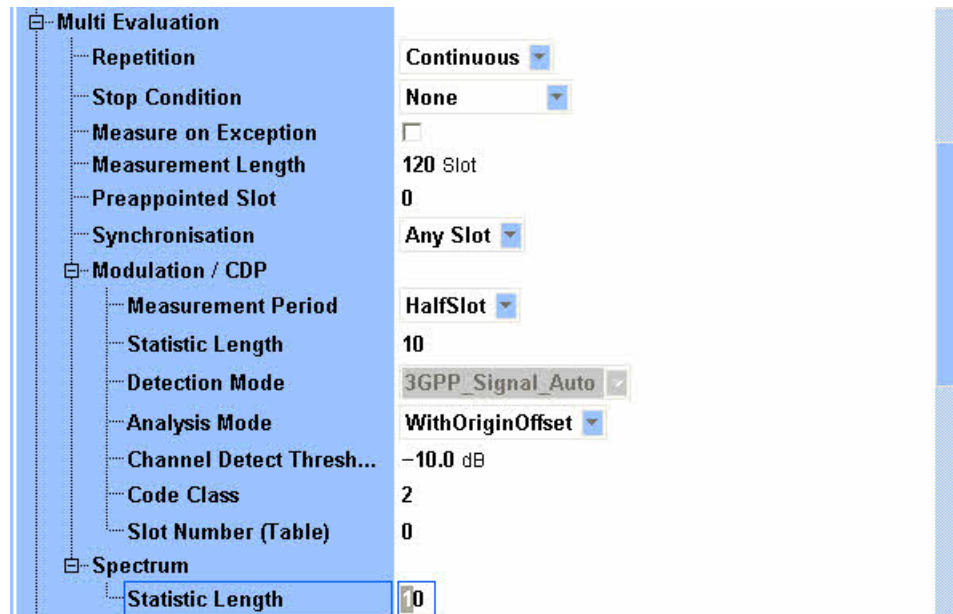 Multi Evaluation
Repetition Continuous
Stop Condition None
Measure on Exception
Measurement Length 120 Slot
Preappointed Slot 0
Synchronisation Any Slot
Modulation / CDP
Measurement Period HalfSlot
Statistic Length 10
Detection Mode 3GPP_Signal_Auto
Analysis Mode WithOriginOffset
Channel Detect Thresh... −10.0 dB
Code Class 2
Slot Number (Table) 0
Spectrum
Statistic Length 10